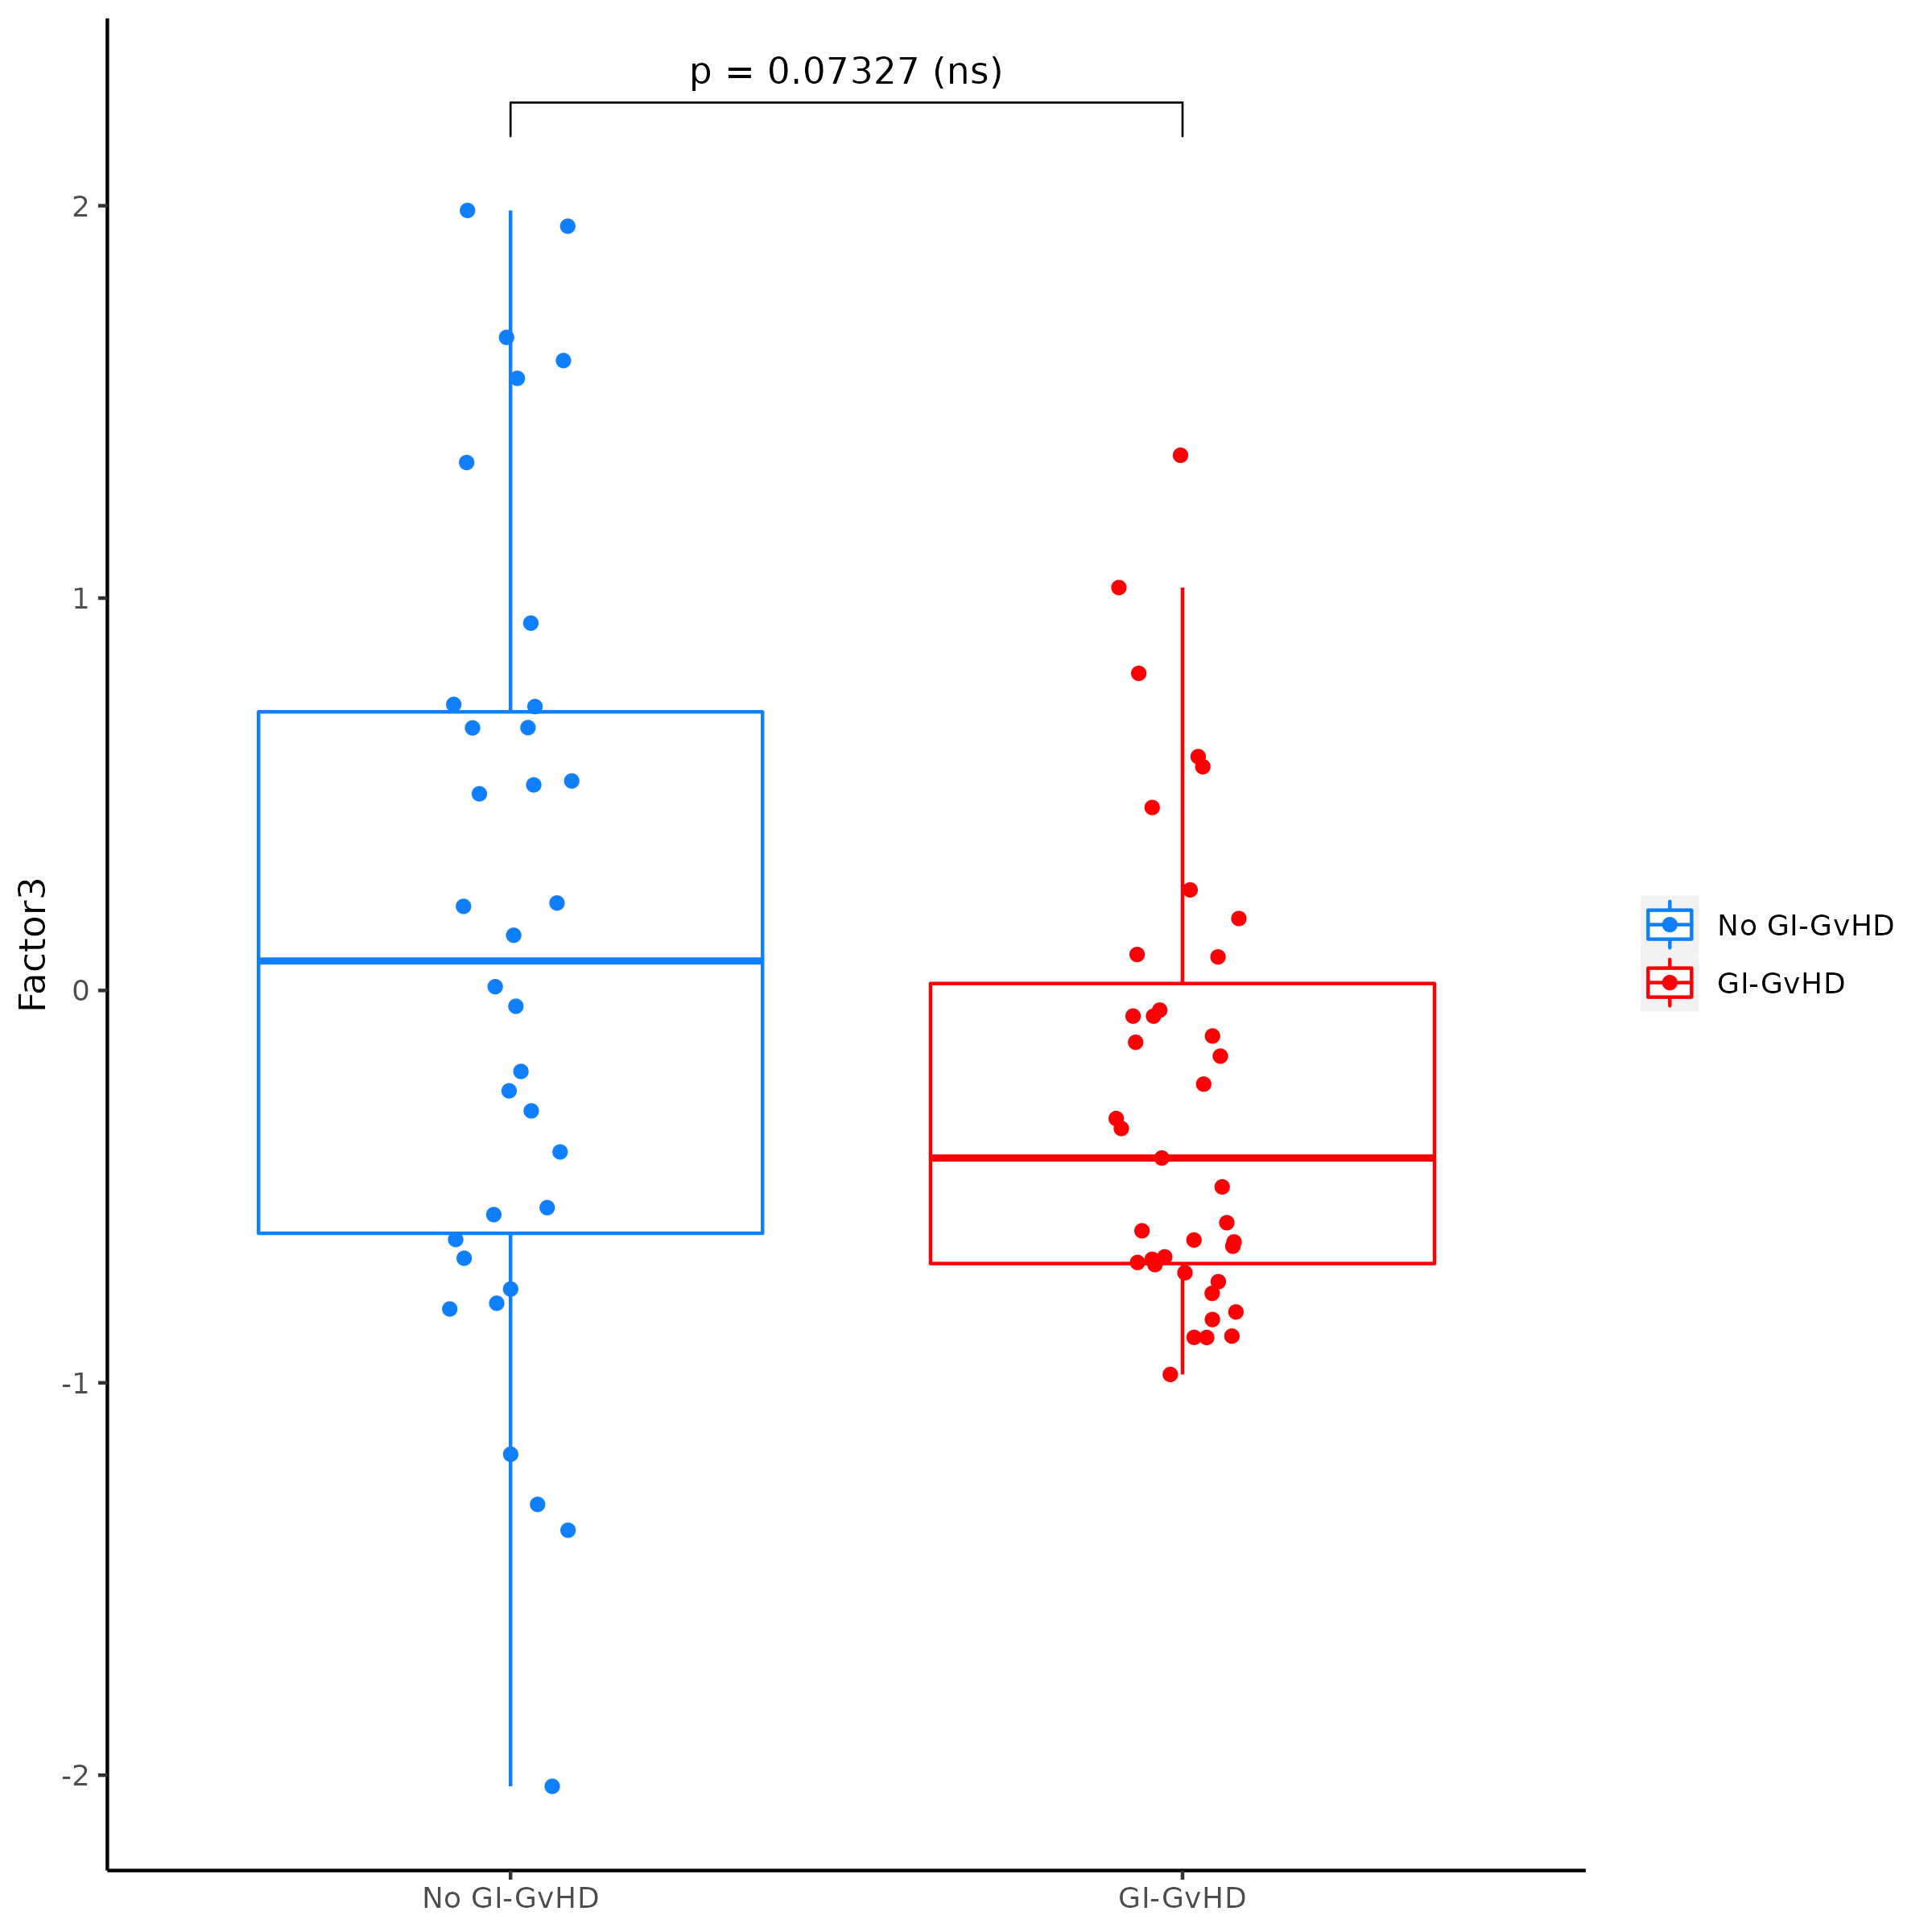 p = 0.07327 (ns)
2
1
0
-1
-2
Factor3
No GI-GvHD
GI-GvHD
No GI-GvHD
GI-GvHD